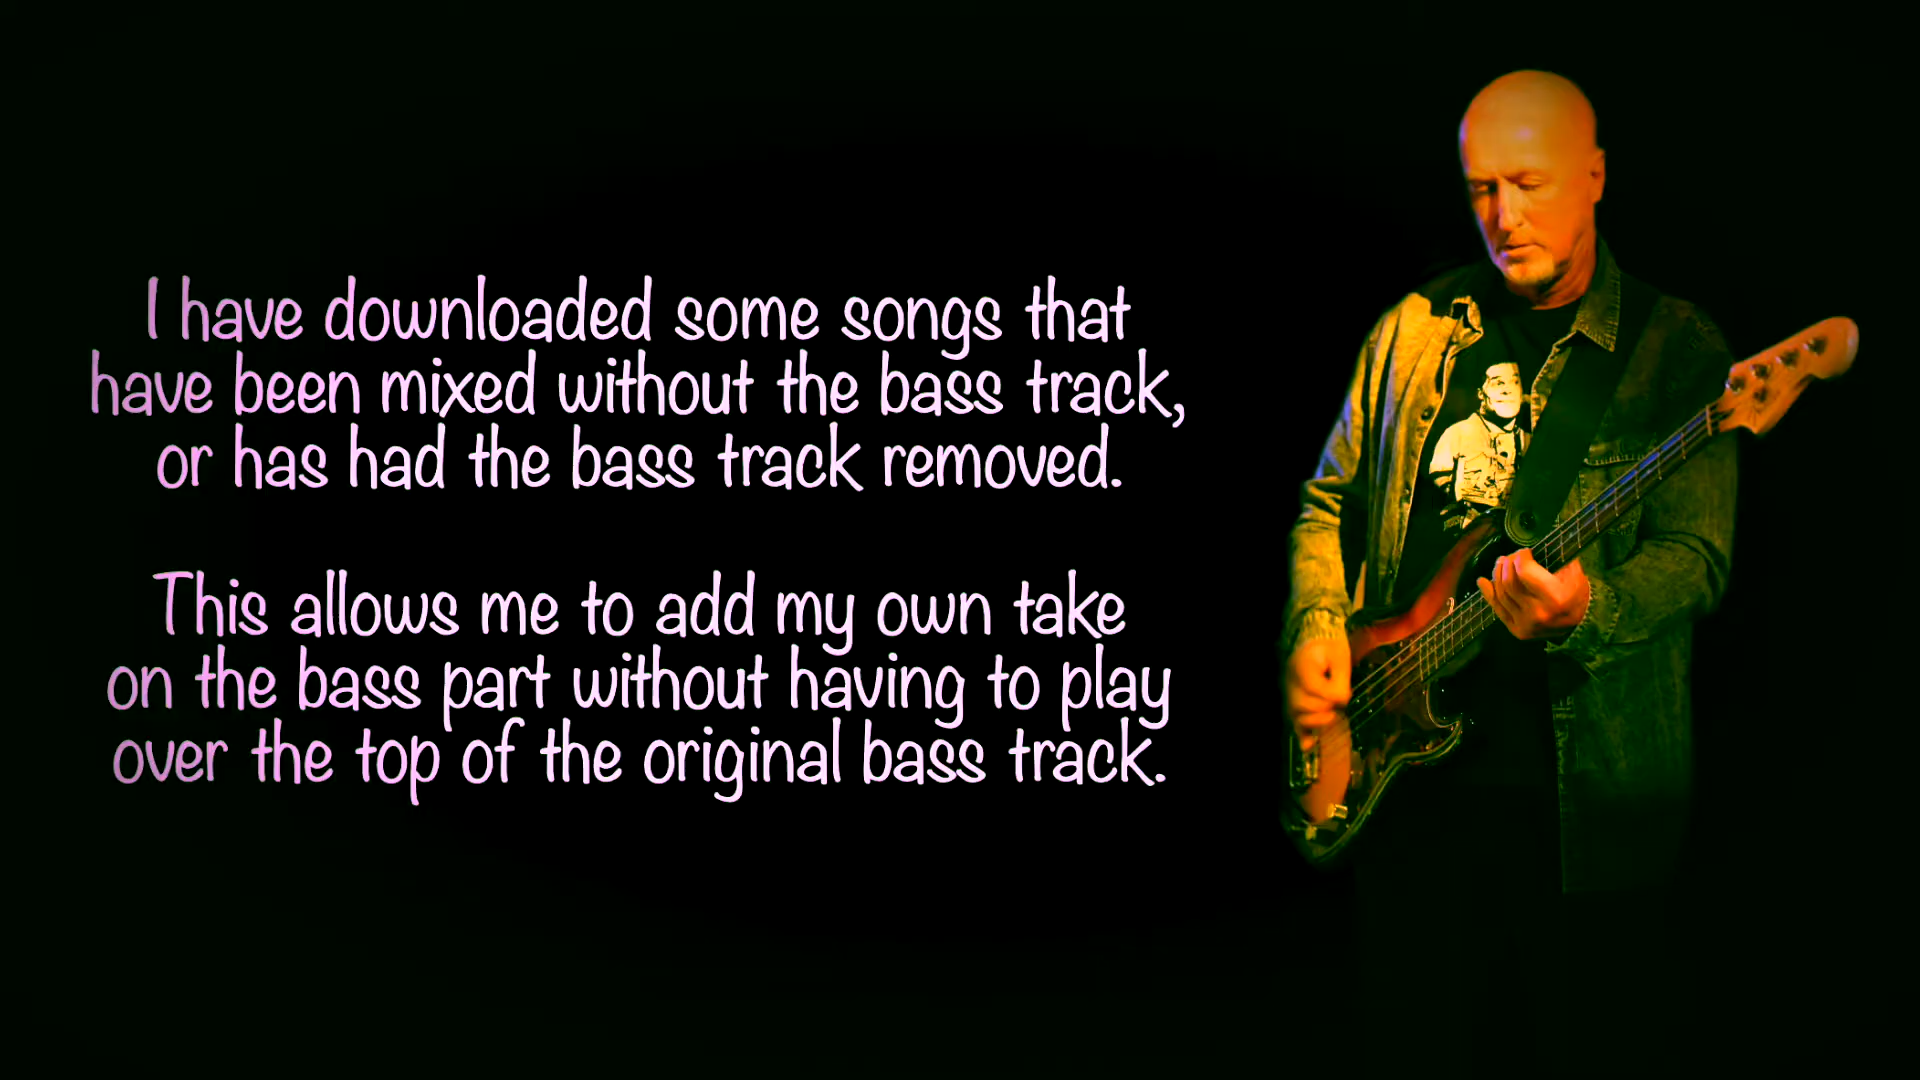 I have downloaded some songs that
have been mixed without the bass track,
or has had the bass track removed.
This allows me to add my own take
on the bass part without having to play
over the top of the original bass track.